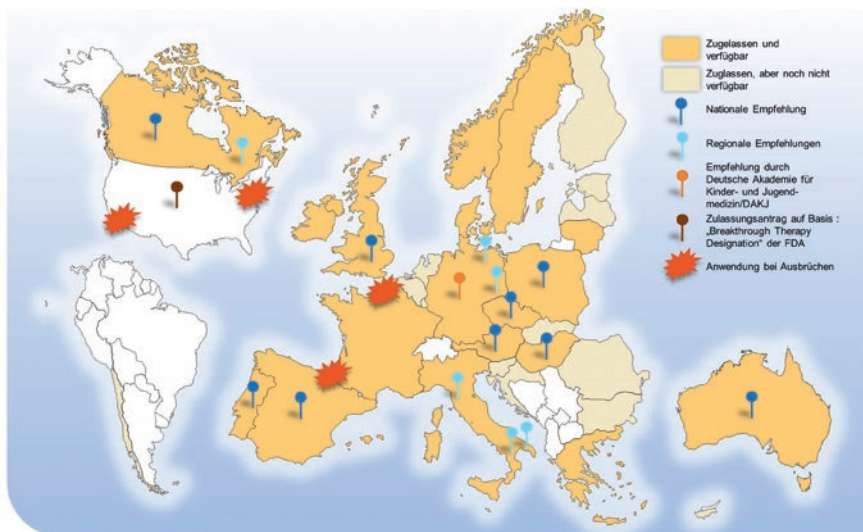 Zugelassen und
verfügbar
Zuglassen, aber noch nicht
verfügbar
Nationale Empfehlung
Regionale Empfehlungen
Empfehlung durch
Deutsche Akademie für
Kinder- und Jugend-
medizin/DAKJ
Zulassungsantrag auf Basis :
„Breakthrough Therapy
Designation" der FDA
Anwendung bei Ausbrüchen